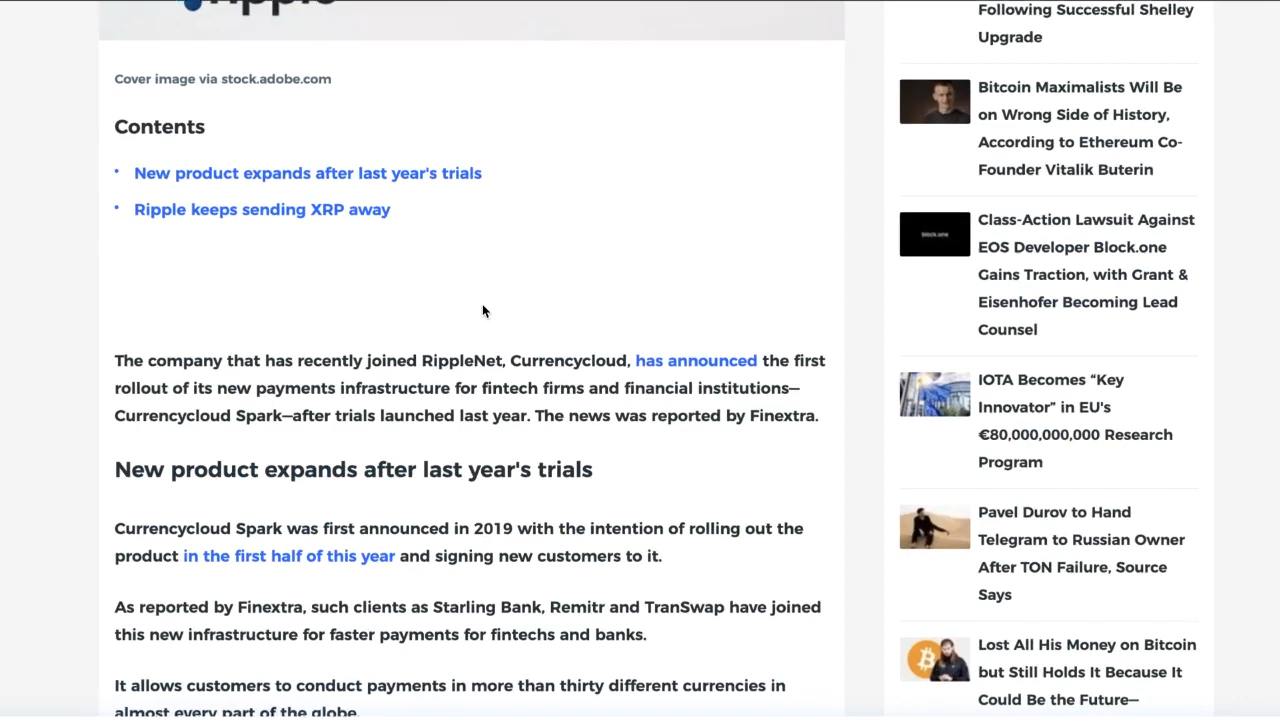 ripple
Cover image via stock.adobe.com
Contents
• New product expands after last year's trials
• Ripple keeps sending XRP away
The company that has recently joined RippleNet, Currencycloud, has announced the first
rollout of its new payments infrastructure for fintech firms and financial institutions—
Currencycloud Spark—after trials launched last year. The news was reported by Finextra.
New product expands after last year's trials
Currencycloud Spark was first announced in 2019 with the intention of rolling out the
product in the first half of this year and signing new customers to it.
As reported by Finextra, such clients as Starling Bank, Remitr and TranSwap have joined
this new infrastructure for faster payments for fintechs and banks.
It allows customers to conduct payments in more than thirty different currencies in
almost every part of the globe.
Following Successful Shelley
Upgrade
Bitcoin Maximalists Will Be
on Wrong Side of History,
According to Ethereum Co-
Founder Vitalik Buterin
block.one
Class-Action Lawsuit Against
EOS Developer Block.one
Gains Traction, with Grant &
Eisenhofer Becoming Lead
Counsel
IOTA Becomes “Key
Innovator” in EU's
€80,000,000,000 Research
Program
Pavel Durov to Hand
Telegram to Russian Owner
After TON Failure, Source
Says
Lost All His Money on Bitcoin
but Still Holds It Because It
Could Be the Future—